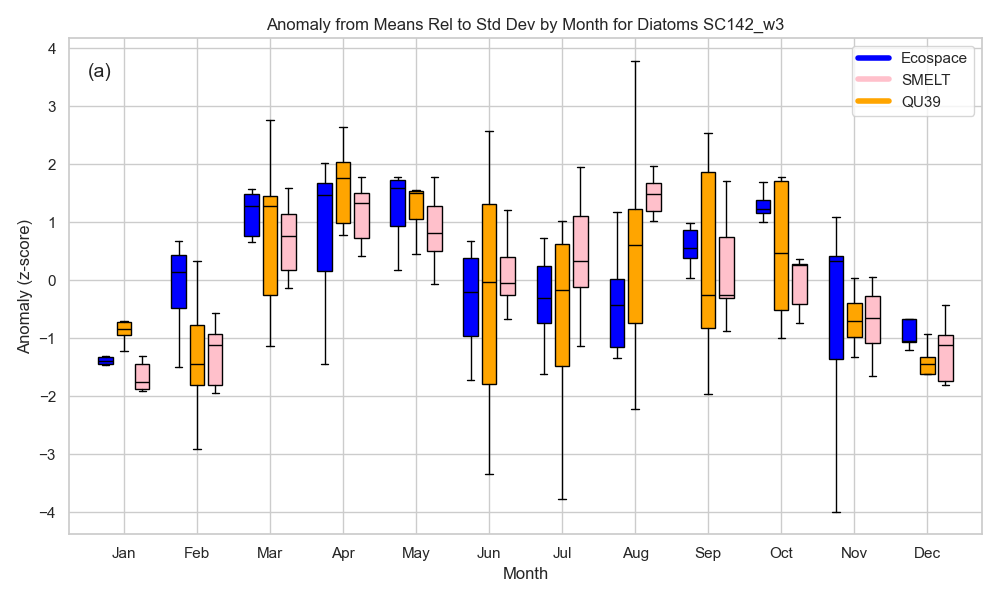 Anomaly from Means Rel to Std Dev by Month for Diatoms SC142_w3
(a)
Ecospace
SMELT
QU39
Anomaly (z-score)
4
3
2
1
0
−1
−2
−3
−4
Jan Feb Mar Apr May Jun Jul Aug Sep Oct Nov Dec
Month